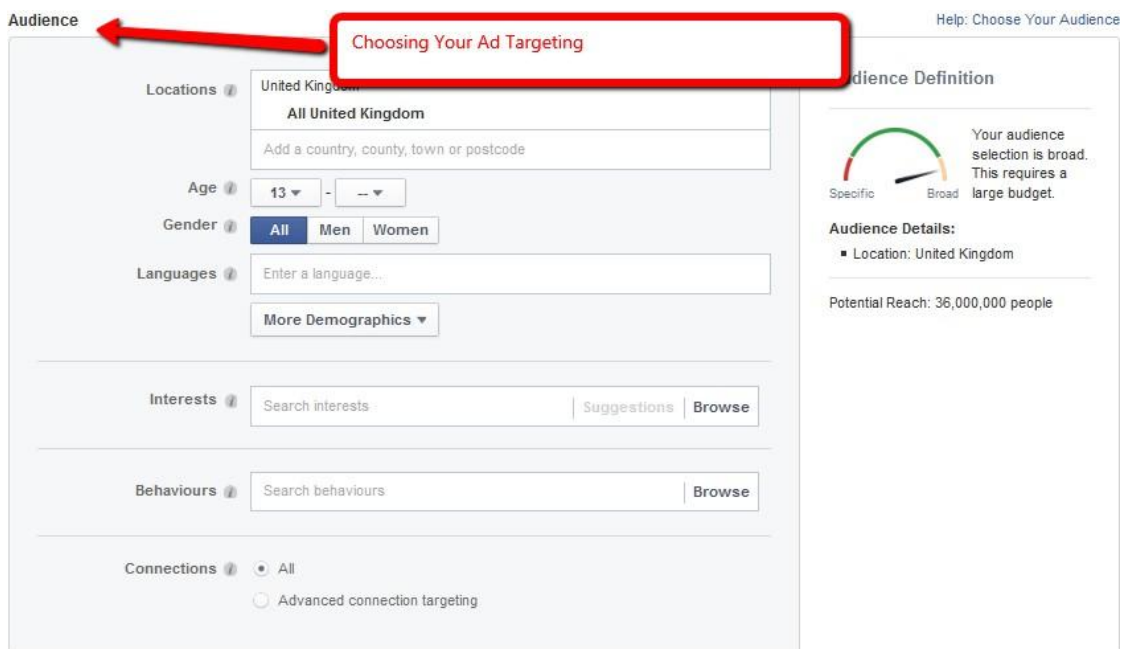 Audience
Choosing Your Ad Targeting
Help: Choose Your Audience
Locations
United Kingdom
All United Kingdom
Add a country, county, town or postcode
Age
13 - --
Gender
All Men Women
Languages
Enter a language...
More Demographics
Interests
Search interests Suggestions Browse
Behaviours
Search behaviours Browse
Connections
All
Advanced connection targeting
Audience Definition
Specific
Broad
Your audience
selection is broad.
This requires a
large budget.
Audience Details:
Location: United Kingdom
Potential Reach: 36,000,000 people